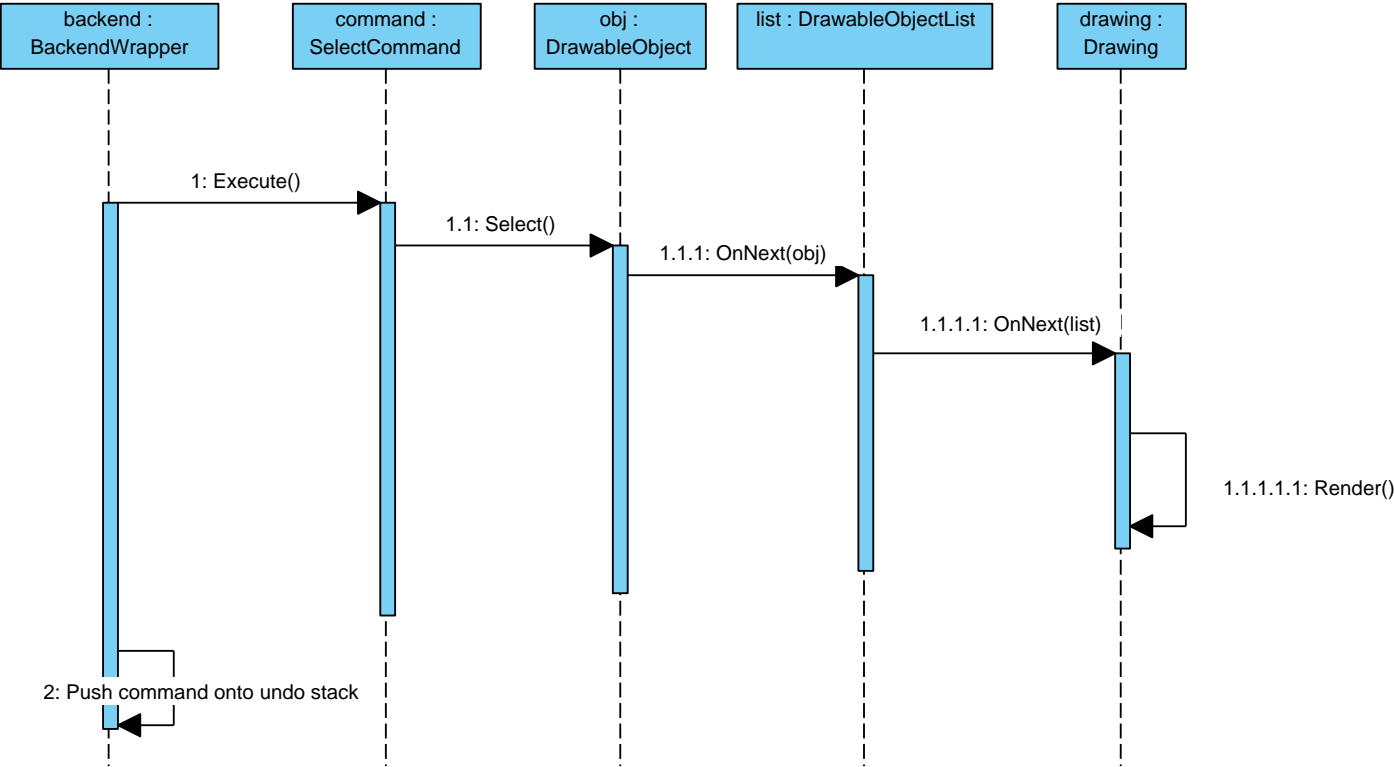 backend :
BackendWrapper
command :
SelectCommand
obj :
DrawableObject
list : DrawableObjectList
drawing :
Drawing
1: Execute()
1.1: Select()
1.1.1: OnNext(obj)
1.1.1.1: OnNext(list)
1.1.1.1.1: Render()
2: Push command onto undo stack